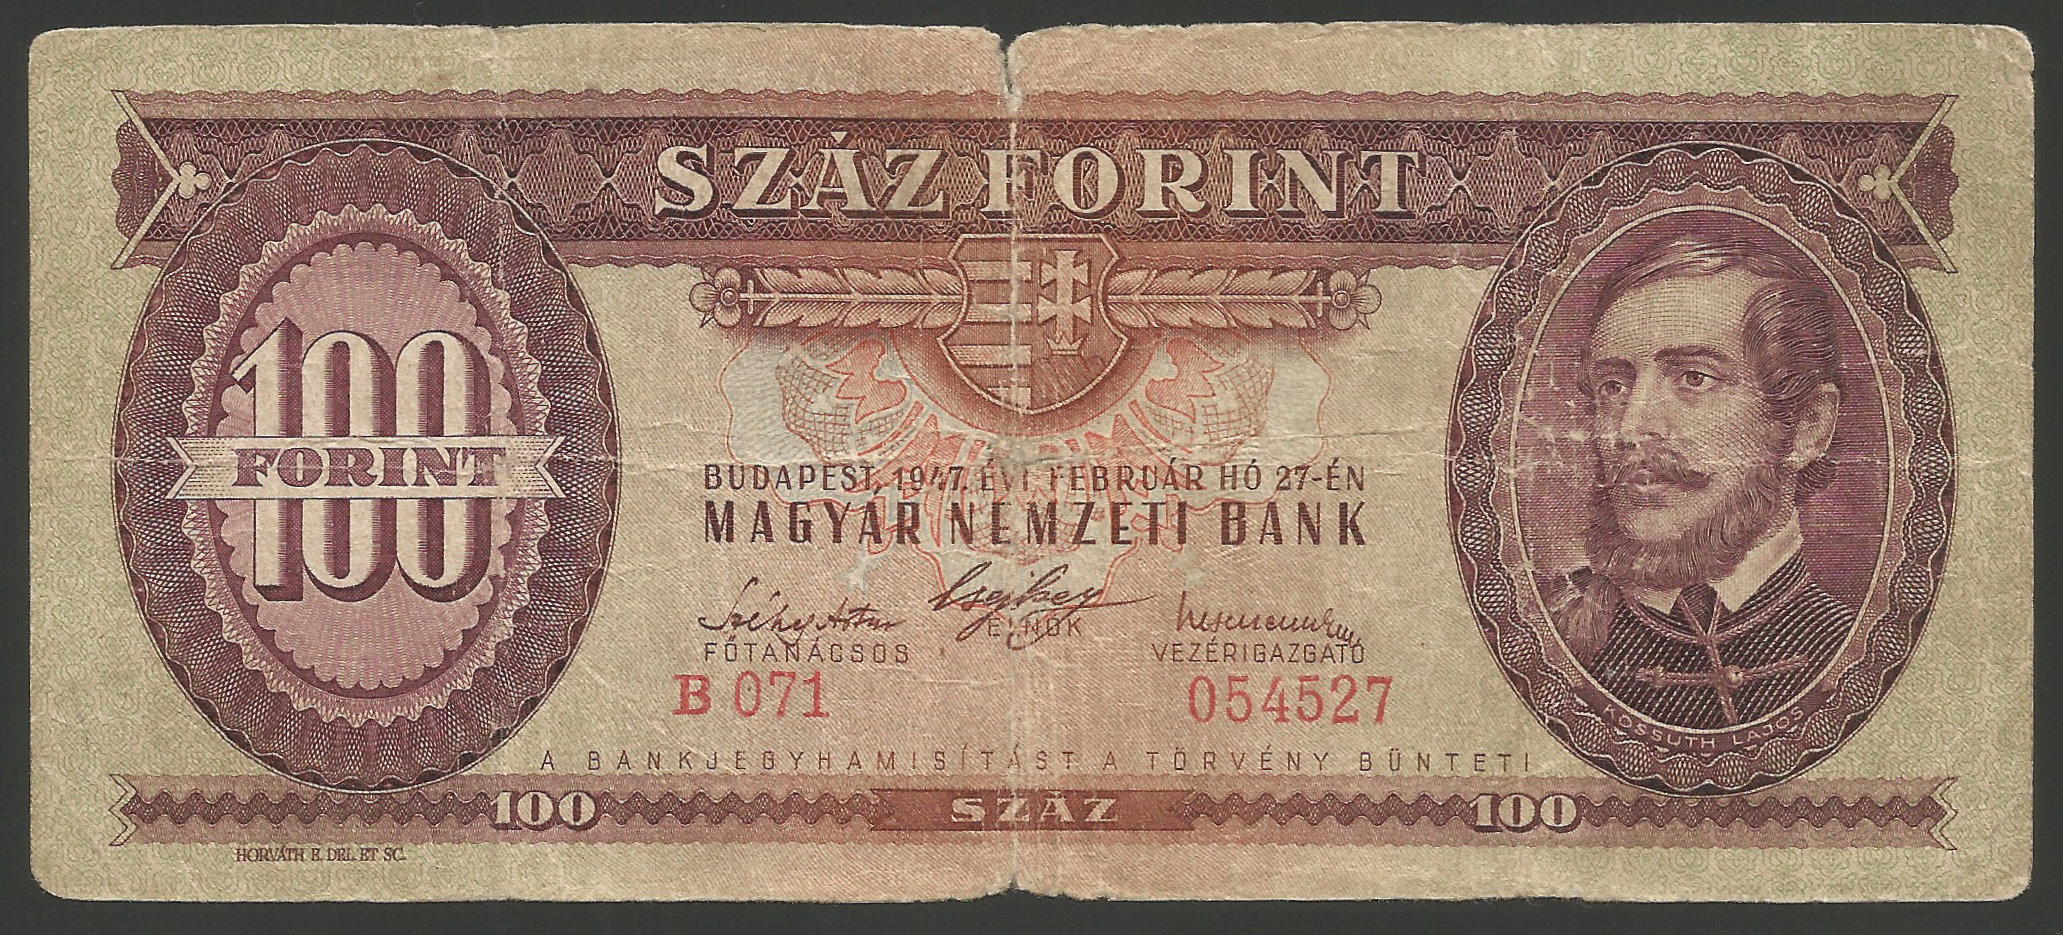 SZÁZ FORINT
100
FORINT
100
BUDAPEST, 1947. ÉVI FEBRUÁR HÓ 27-ÉN
MAGYAR NEMZETI BANK
FŐTANÁCSOS
ELNÖK
VEZÉRIGAZGATÓ
B 071
054527
KOSSUTH LAJOS
A BANKJEGYHAMISÍTÁST A TÖRVÉNY BÜNTETI
100 SZÁZ 100
HORVÁTH E. DEL. ET SC.